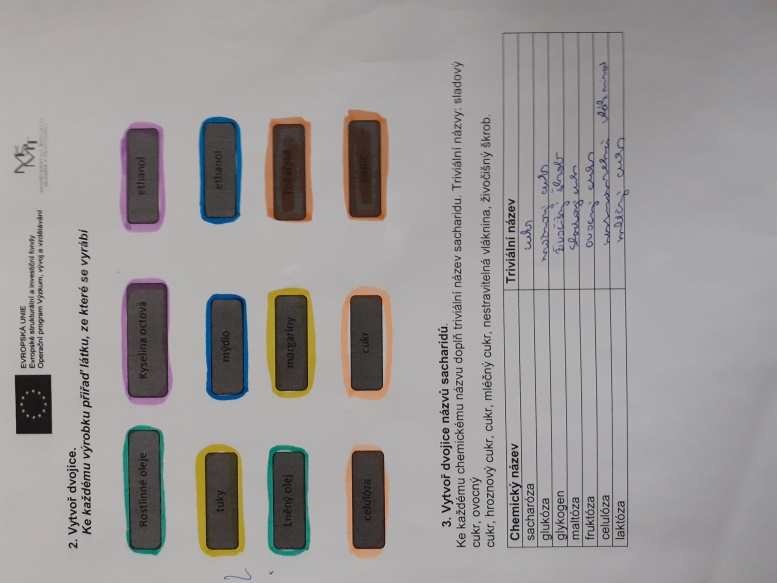 EVROPSKÁ UNIE
Evropské strukturální a investiční fondy
Operační program Výzkum, vývoj a vzdělávání
2. Vytvoř dvojice.
Ke každému výrobku přiřaď látku, ze které se vyrábí
Rostlinné oleje Kyselina octová ethanol
tuky mýdlo ethanol
Lněný olej margaríny
celulóza cukr
3. Vytvoř dvojice názvů sacharidů.
Ke každému chemickému názvu doplň triviální název sacharidu. Triviální názvy: sladový
cukr, ovocný
cukr, hroznový cukr, cukr, mléčný cukr, nestravitelná vláknina, živočišný škrob.
Chemický název Triviální název
sacharóza cukr
glukóza hroznový cukr
glykogen živočišný škrob
maltóza sladový cukr
fruktóza ovocný cukr
celulóza
laktóza mléčný cukr